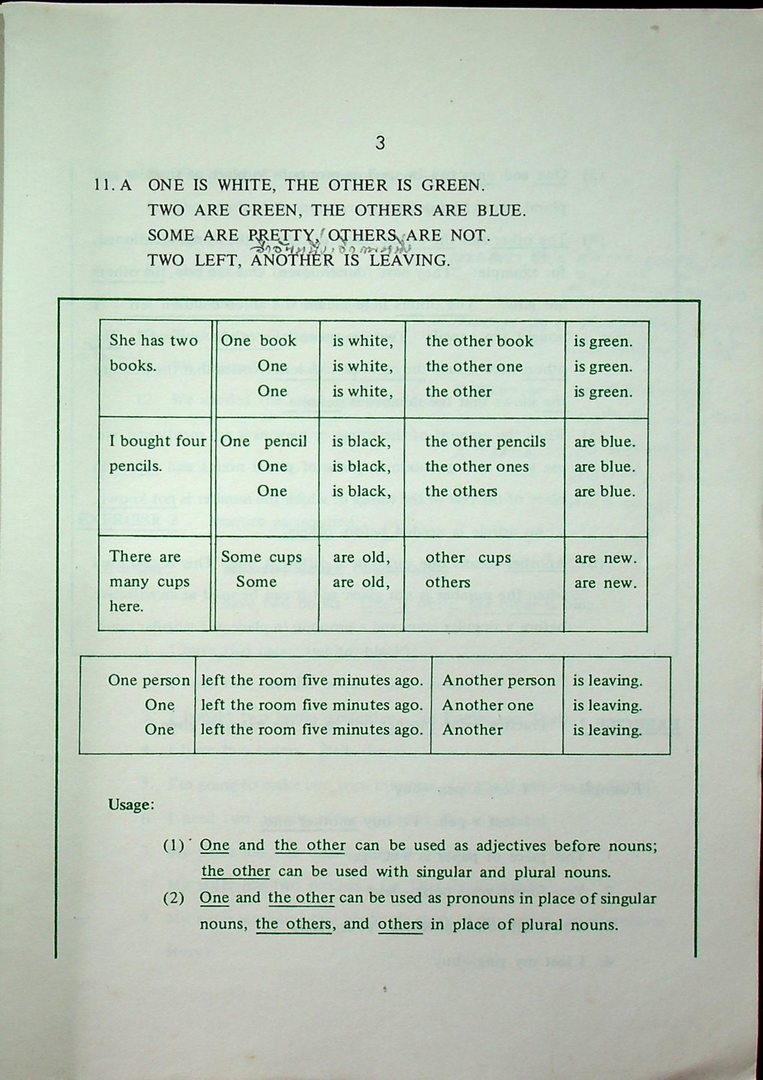 3
11. A ONE IS WHITE, THE OTHER IS GREEN.
TWO ARE GREEN, THE OTHERS ARE BLUE.
SOME ARE PRETTY, OTHERS ARE NOT.
TWO LEFT, ANOTHER IS LEAVING.
She has two One book is white, the other book is green.
books. One is white, the other one is green.
One is white, the other is green.
I bought four One pencil is black, the other pencils are blue.
pencils. One is black, the other ones are blue.
One is black, the others are blue.
There are Some cups are old, other cups are new.
many cups Some are old, others are new.
here.
One person left the room five minutes ago. Another person is leaving.
One left the room five minutes ago. Another one is leaving.
One left the room five minutes ago. Another is leaving.
Usage:
(1) One and the other can be used as adjectives before nouns;
the other can be used with singular and plural nouns.
(2) One and the other can be used as pronouns in place of singular
nouns, the others, and others in place of plural nouns.